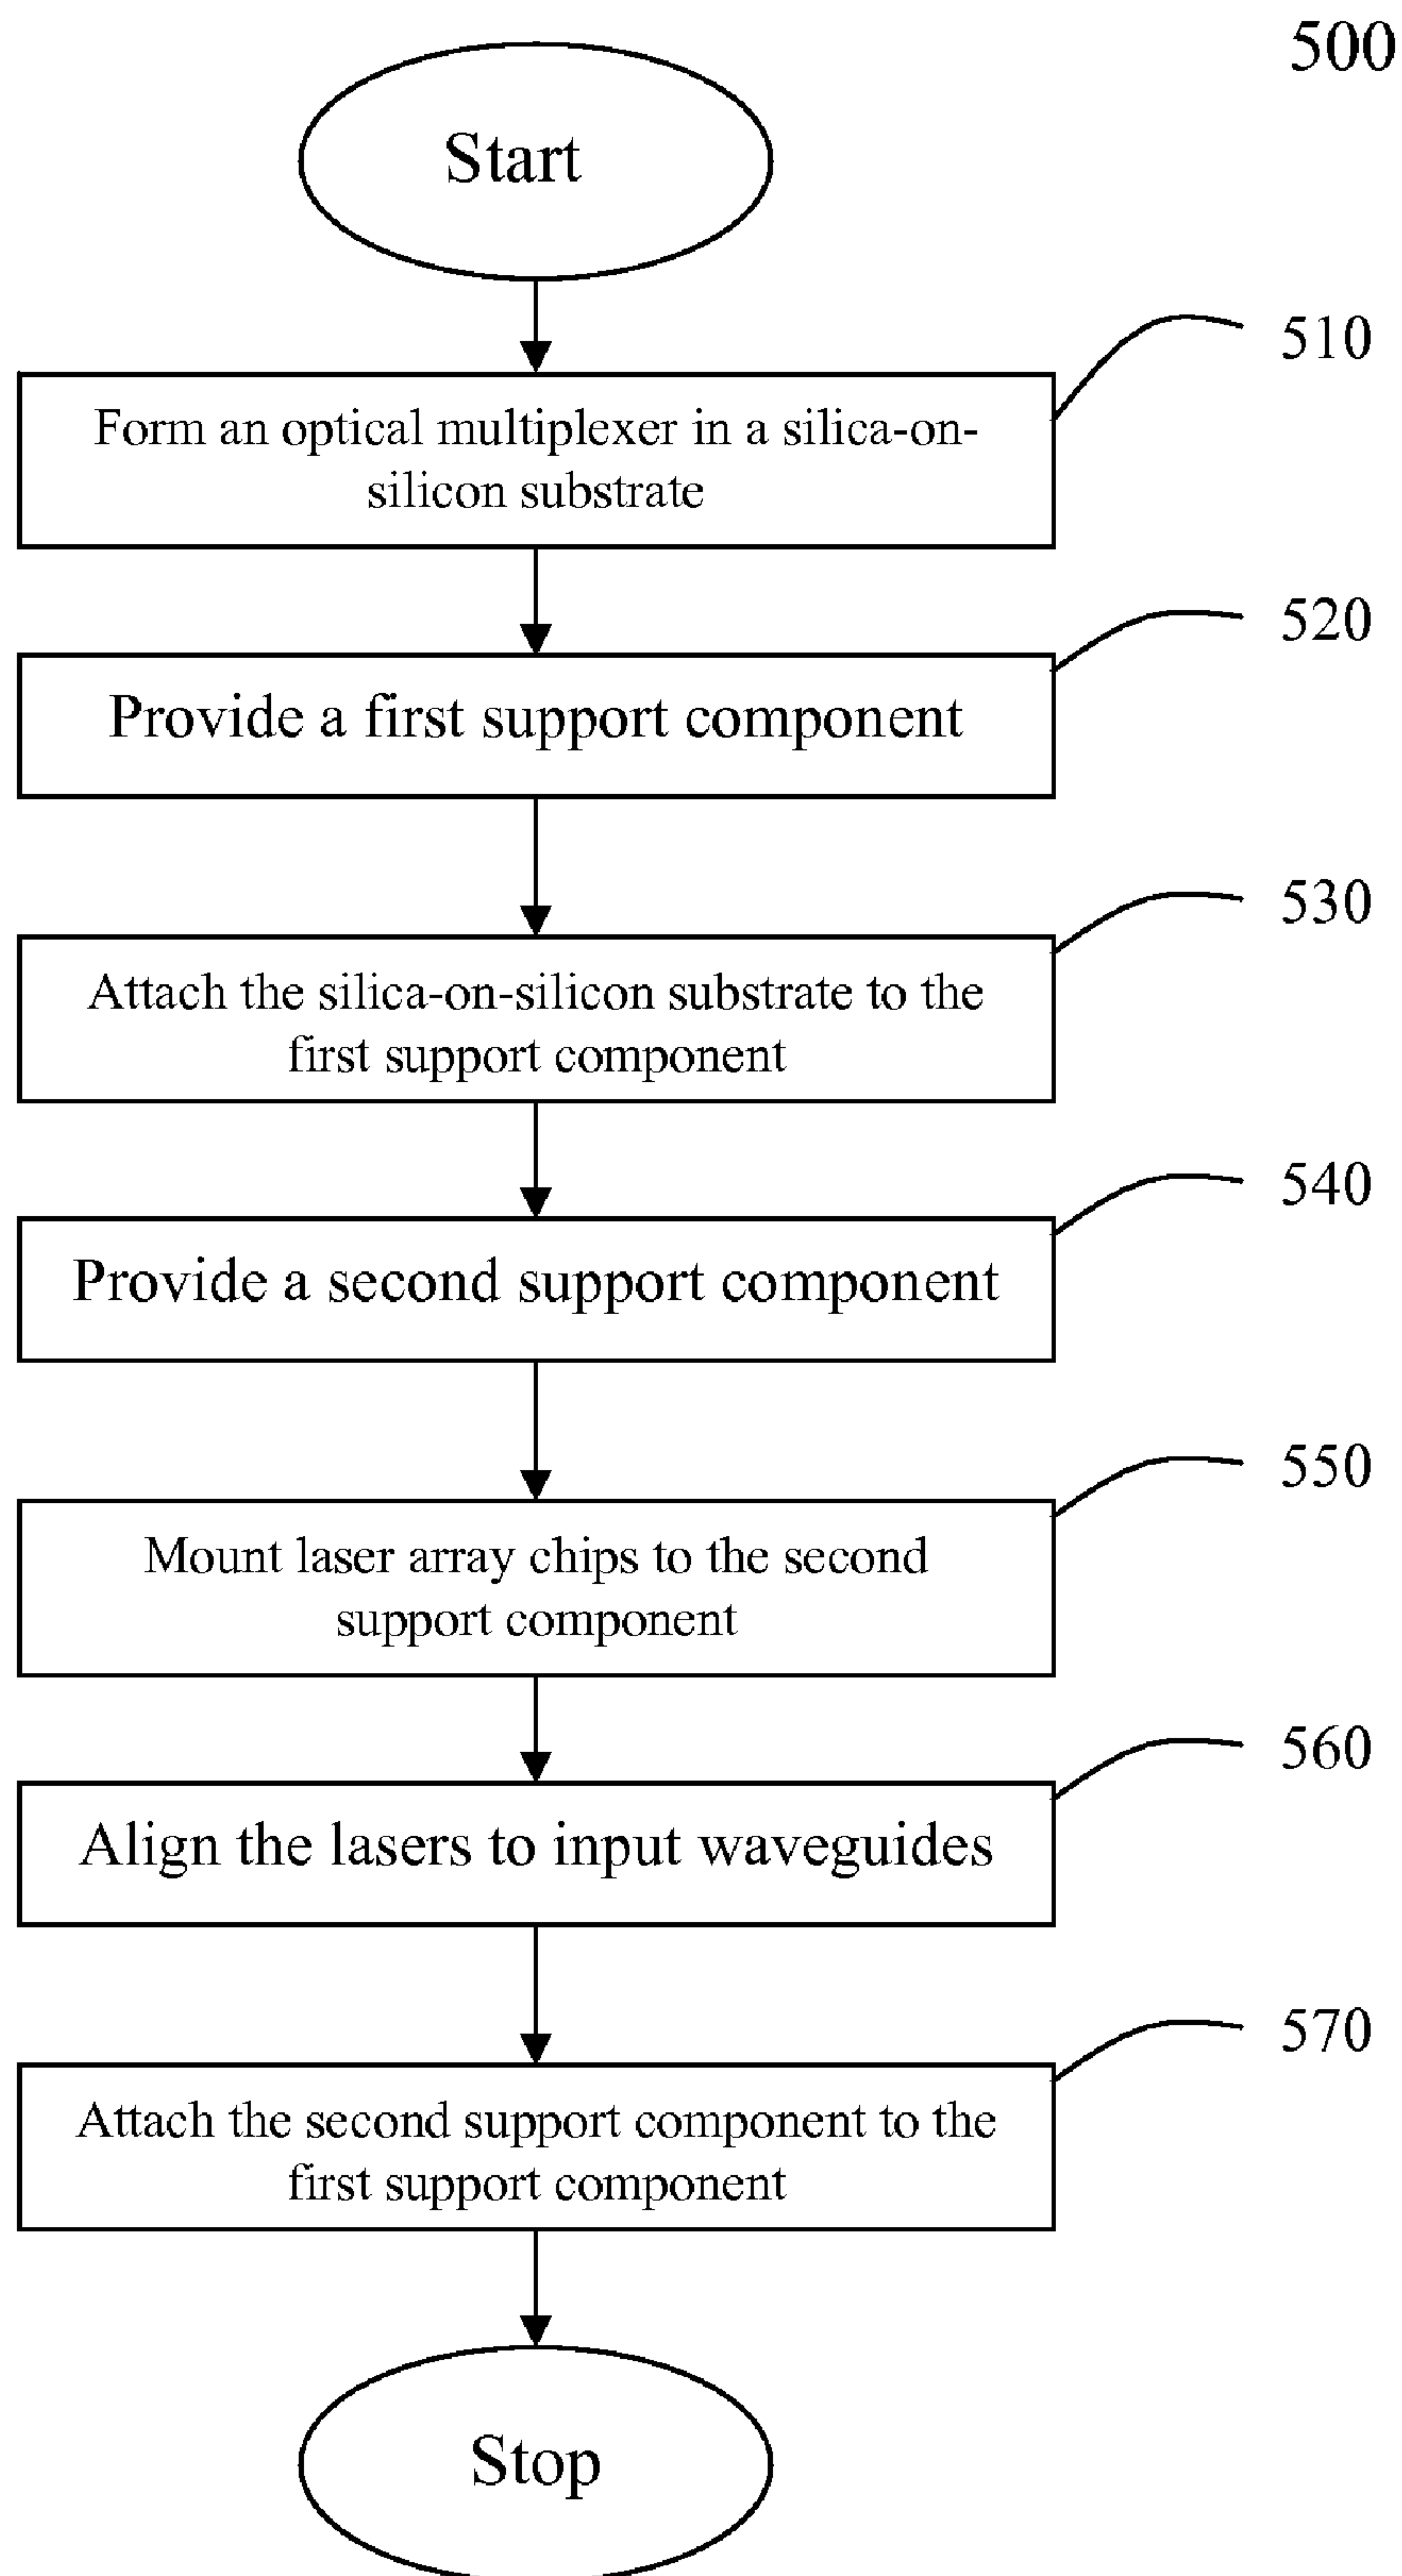 500
Start
510
Form an optical multiplexer in a silica-on-
silicon substrate
520
Provide a first support component
530
Attach the silica-on-silicon substrate to the
first support component
540
Provide a second support component
550
Mount laser array chips to the second
support component
560
Align the lasers to input waveguides
570
Attach the second support component to the
first support component
Stop